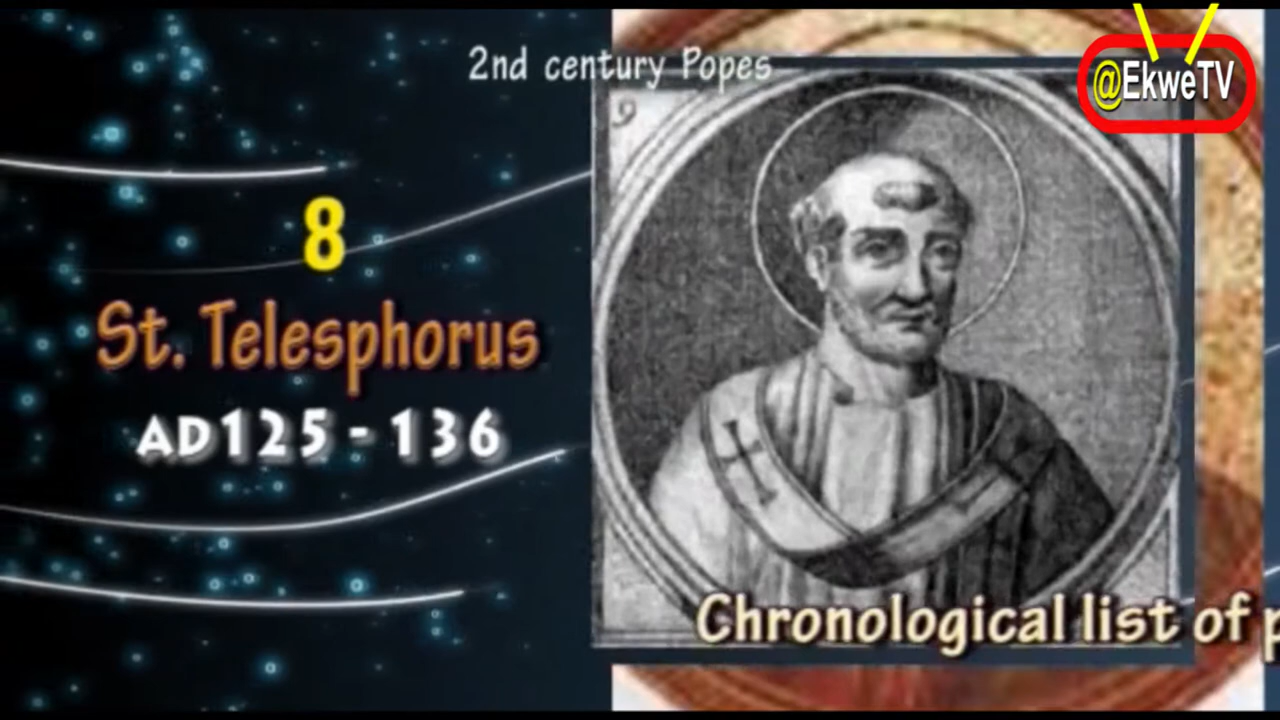 2nd century Popes
@EkweTV
9
8
St. Telesphorus
AD125 - 136
Chronological list of p